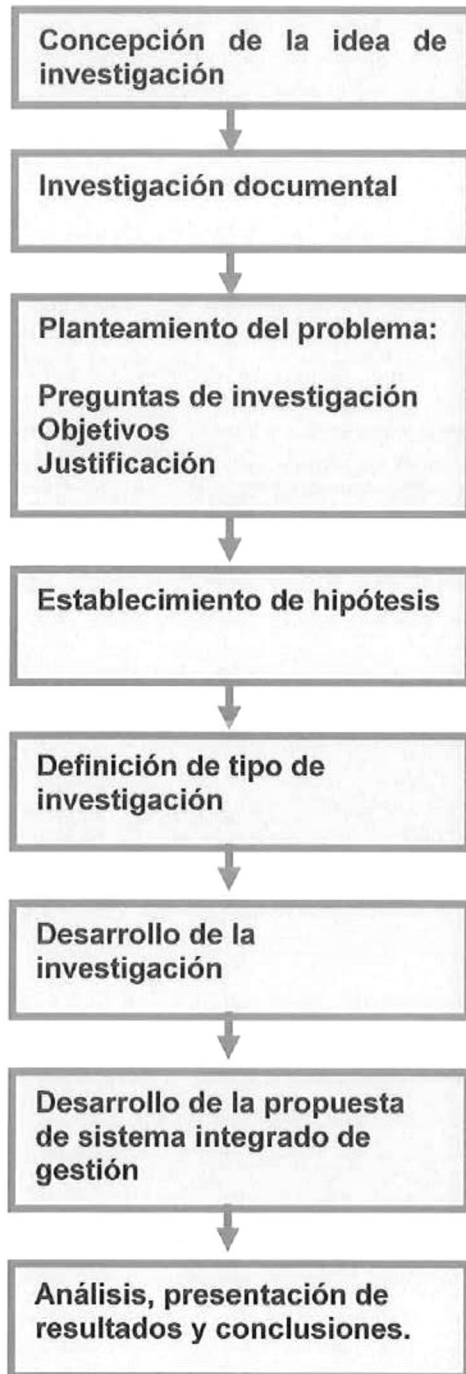 Concepción de la idea de
investigación
Investigación documental
Planteamiento del problema:
Preguntas de investigación
Objetivos
Justificación
Establecimiento de hipótesis
Definición de tipo de
investigación
Desarrollo de la
investigación
Desarrollo de la propuesta
de sistema integrado de
gestión
Análisis, presentación de
resultados y conclusiones.